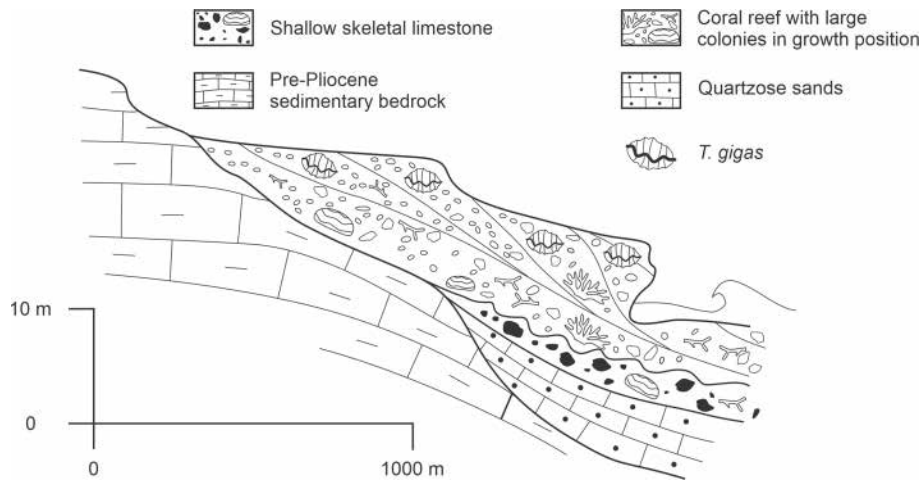 Shallow skeletal limestone
Coral reef with large
colonies in growth position
Pre-Pliocene
sedimentary bedrock
Quartzose sands
T. gigas
10 m
0
0
1000 m